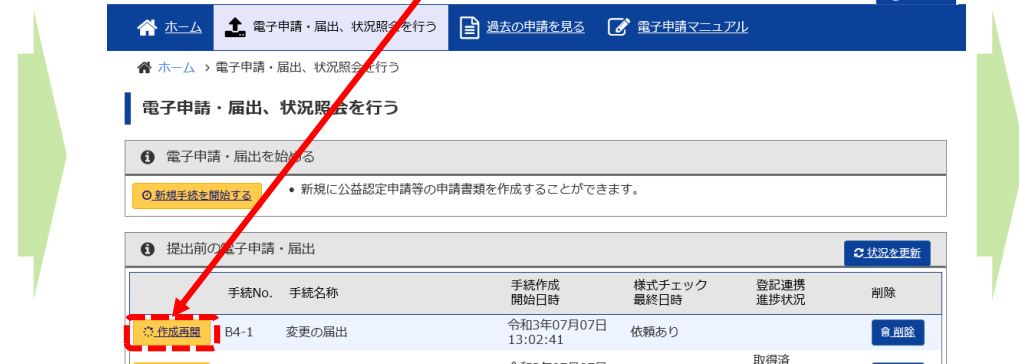 ホーム 電子申請・届出、状況照会を行う 過去の申請を見る 電子申請マニュアル
ホーム > 電子申請・届出、状況照会を行う
電子申請・届出、状況照会を行う
電子申請・届出を始める
新規手続を開始する • 新規に公益認定申請等の申請書類を作成することができます。
提出前の電子申請・届出 状況を更新
手続No. 手続名称 手続作成 様式チェック 登記連携 削除
開始日時 最終日時 進捗状況
作成再開 B4-1 変更の届出 令和3年07月07日 依頼あり 削除
13:02:41
取得済